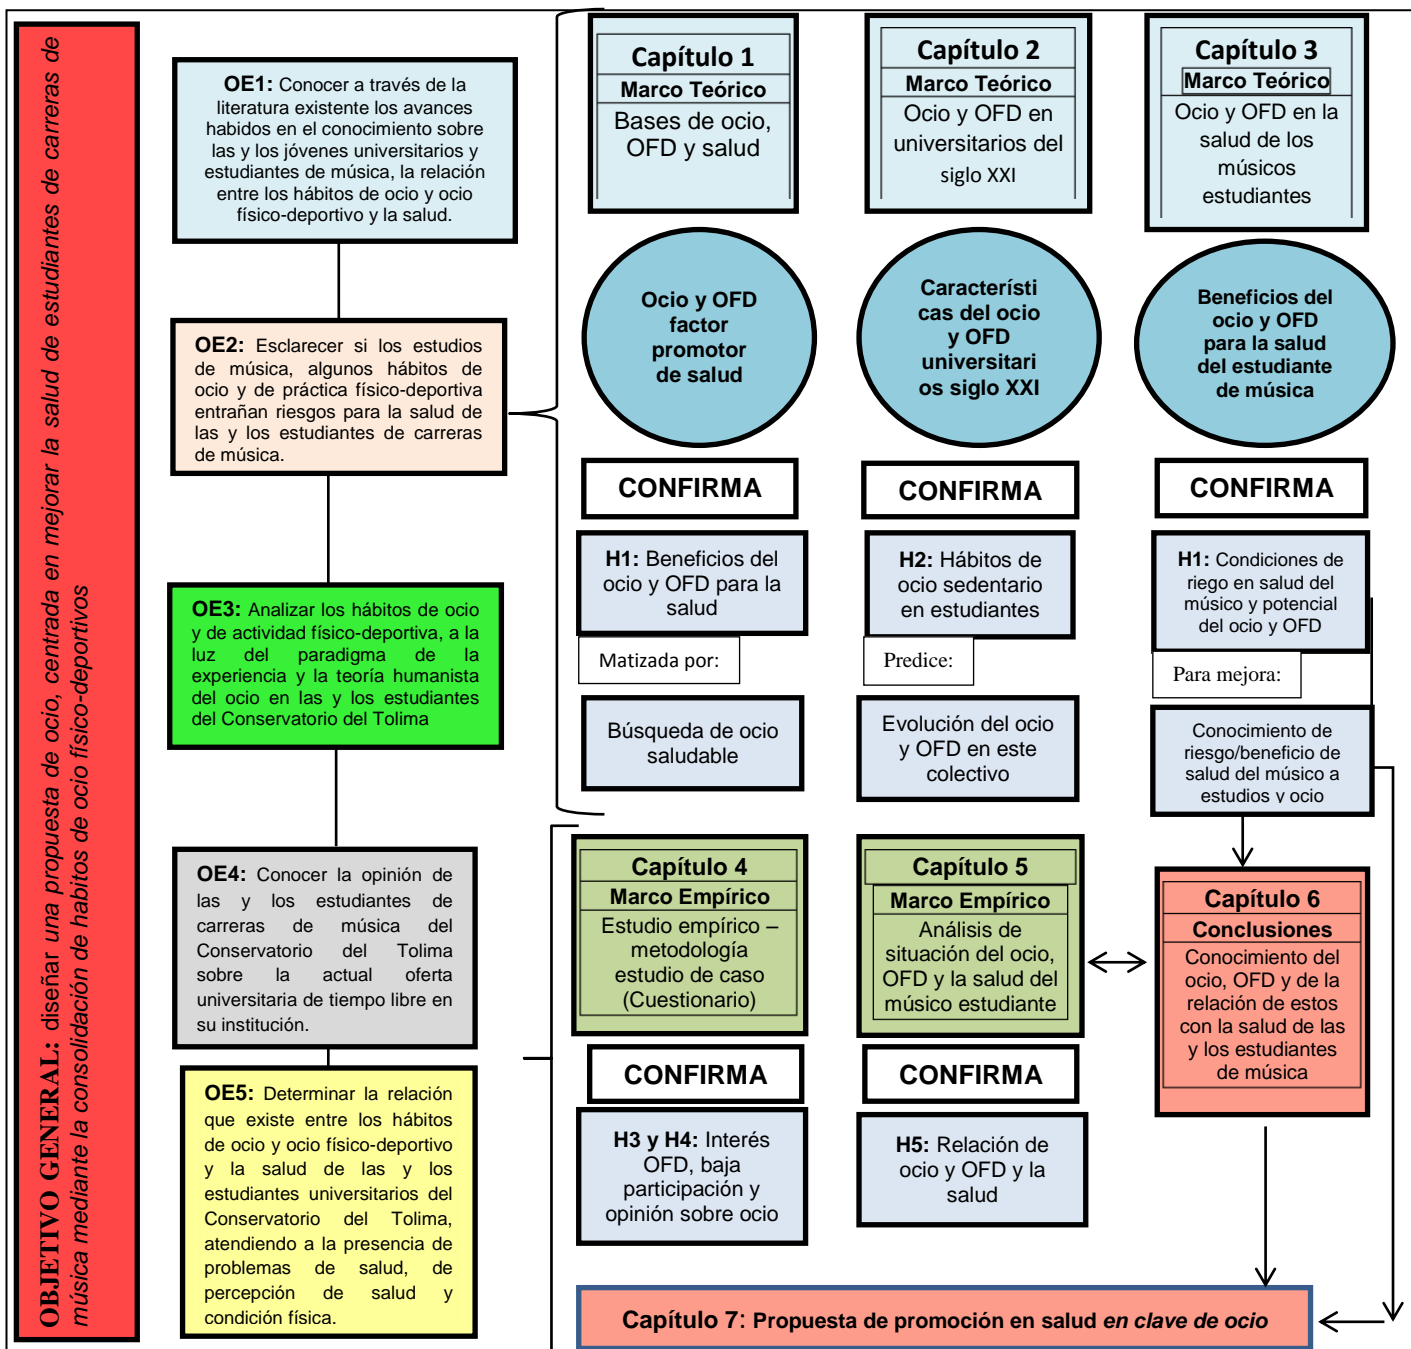 OBJETIVO GENERAL: diseñar una propuesta de ocio, centrada en mejorar la salud de estudiantes de carreras de
música mediante la consolidación de habitos de ocio físico-deportivos
OE1: Conocer a través de la
literatura existente los avances
habidos en el conocimiento sobre
las y los jóvenes universitarios y
estudiantes de música, la relación
entre los hábitos de ocio y ocio
físico-deportivo y la salud.
OE2: Esclarecer si los estudios
de música, algunos hábitos de
ocio y de práctica físico-deportiva
entrañan riesgos para la salud de
las y los estudiantes de carreras
de música.
OE3: Analizar los hábitos de ocio
y de actividad físico-deportiva, a la
luz del paradigma de la
experiencia y la teoría humanista
del ocio en las y los estudiantes
del Conservatorio del Tolima
OE4: Conocer la opinión de
las y los estudiantes de
carreras de música del
Conservatorio del Tolima
sobre la actual oferta
universitaria de tiempo libre en
su institución.
OE5: Determinar la relación
que existe entre los hábitos
de ocio y ocio físico-deportivo
y la salud de las y los
estudiantes universitarios del
Conservatorio del Tolima,
atendiendo a la presencia de
problemas de salud, de
percepción de salud y
condición física.
Capítulo 1
Marco Teórico
Bases de ocio,
OFD y salud
Ocio y OFD
factor
promotor
de salud
CONFIRMA
H1: Beneficios del
ocio y OFD para la
salud
Matizada por:
Búsqueda de ocio
saludable
Capítulo 2
Marco Teórico
Ocio y OFD en
universitarios del
siglo XXI
Característi
cas del ocio
y OFD
universitari
os siglo XXI
CONFIRMA
H2: Hábitos de
ocio sedentario
en estudiantes
Predice:
Evolución del ocio
y OFD en este
colectivo
Capítulo 3
Marco Teórico
Ocio y OFD en la
salud de los
músicos
estudiantes
Beneficios del
ocio y OFD
para la salud
del estudiante
de música
CONFIRMA
H1: Condiciones de
riego en salud del
músico y potencial
del ocio y OFD
Para mejora:
Conocimiento de
riesgo/beneficio de
salud del músico a
estudios y ocio
Capítulo 4
Marco Empírico
Estudio empírico –
metodología
estudio de caso
(Cuestionario)
CONFIRMA
H3 y H4: Interés
OFD, baja
participación y
opinión sobre ocio
Capítulo 5
Marco Empírico
Análisis de
situación del ocio,
OFD y la salud del
músico estudiante
CONFIRMA
H5: Relación de
ocio y OFD y la
salud
Capítulo 6
Conclusiones
Conocimiento del
ocio, OFD y de la
relación de estos
con la salud de las
y los estudiantes
de música
Capítulo 7: Propuesta de promoción en salud en clave de ocio